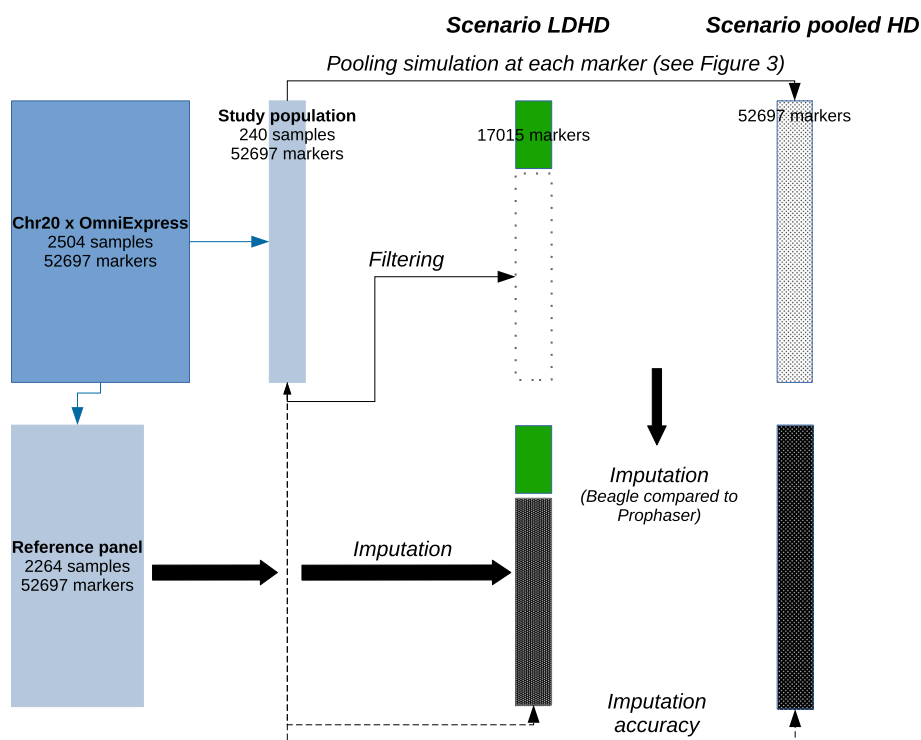 Scenario LDHD
Scenario pooled HD
Pooling simulation at each marker (see Figure 3)
Study population
240 samples
52697 markers
17015 markers
52697 markers
Chr20 x OmniExpress
2504 samples
52697 markers
Filtering
Imputation
(Beagle compared to
Prophaser)
Reference panel
2264 samples
52697 markers
Imputation
Imputation
accuracy